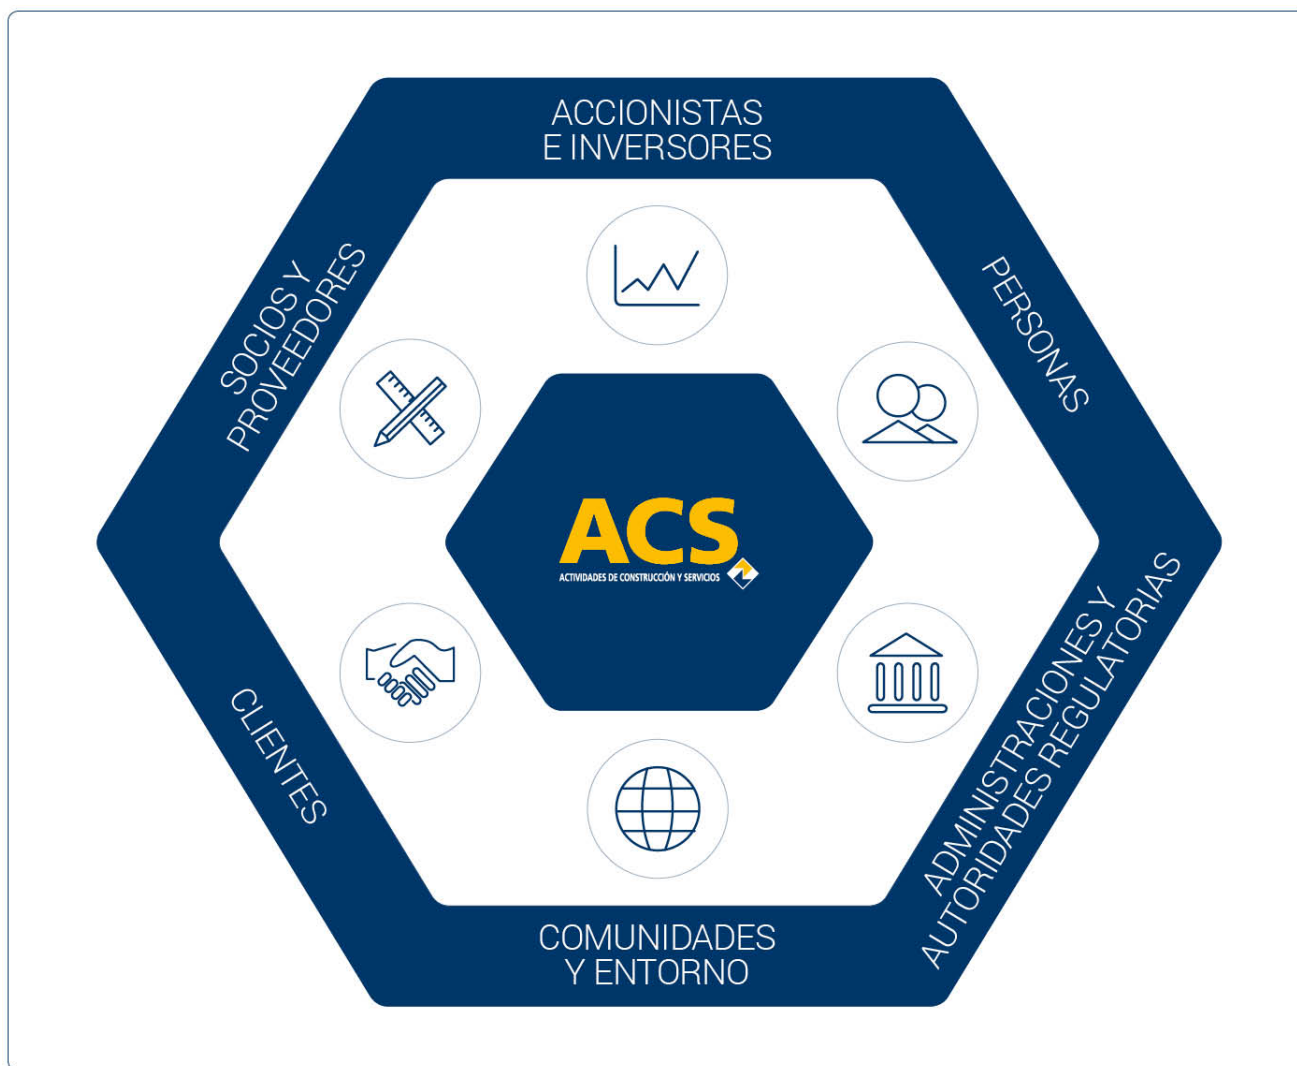 ACCIONISTAS
E INVERSORES
SOCIOS Y
PROVEEDORES
PERSONAS
ACS
ACTIVIDADES DE CONSTRUCCIÓN Y SERVICIOS
CLIENTES
ADMINISTRACIONES Y
AUTORIDADES REGULATORIAS
COMUNIDADES
Y ENTORNO